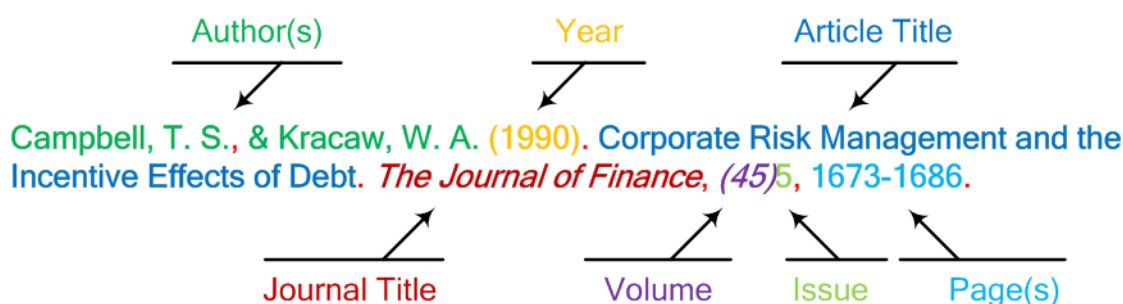 Author(s) Year Article Title
Campbell, T. S., & Kracaw, W. A. (1990). Corporate Risk Management and the
Incentive Effects of Debt. The Journal of Finance, (45)5, 1673-1686.
Journal Title Volume Issue Page(s)